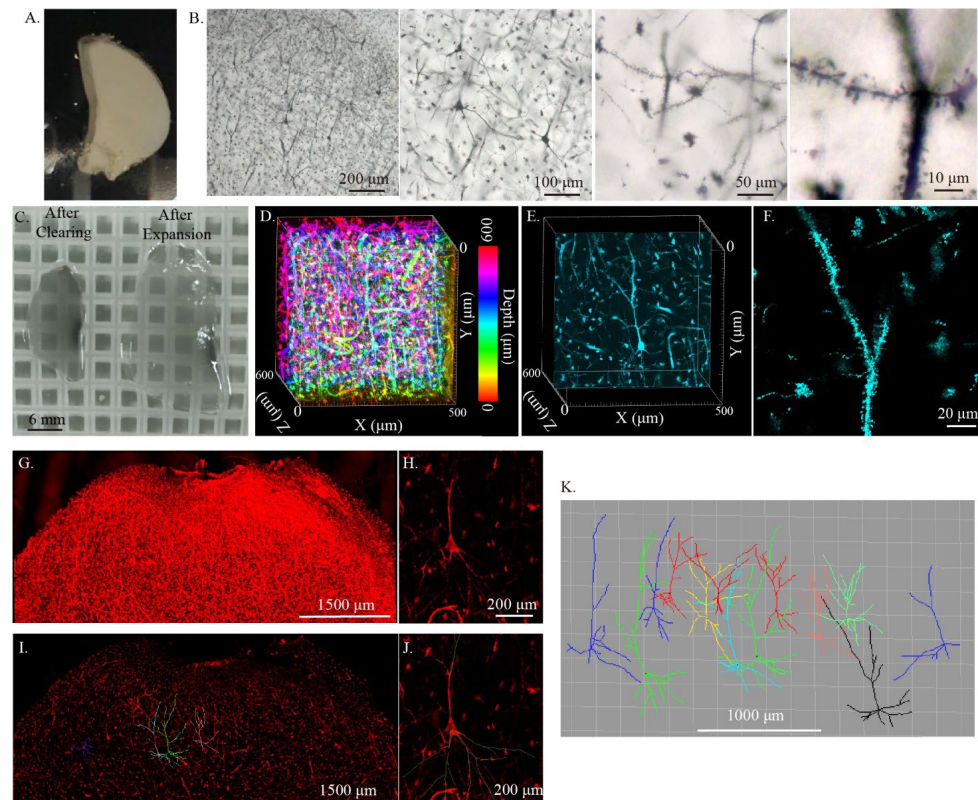 A.
B.
200 μm
100 μm
50 μm
10 μm
C.
After
Clearing
After
Expansion
6 mm
D.
0
600
Depth (μm)
0
Y (μm)
600
Z (μm)
0
X (μm)
500
E.
0
Y (μm)
600
Z (μm)
0
X (μm)
500
F.
20 μm
G.
1500 μm
H.
200 μm
I.
1500 μm
J.
200 μm
K.
1000 μm